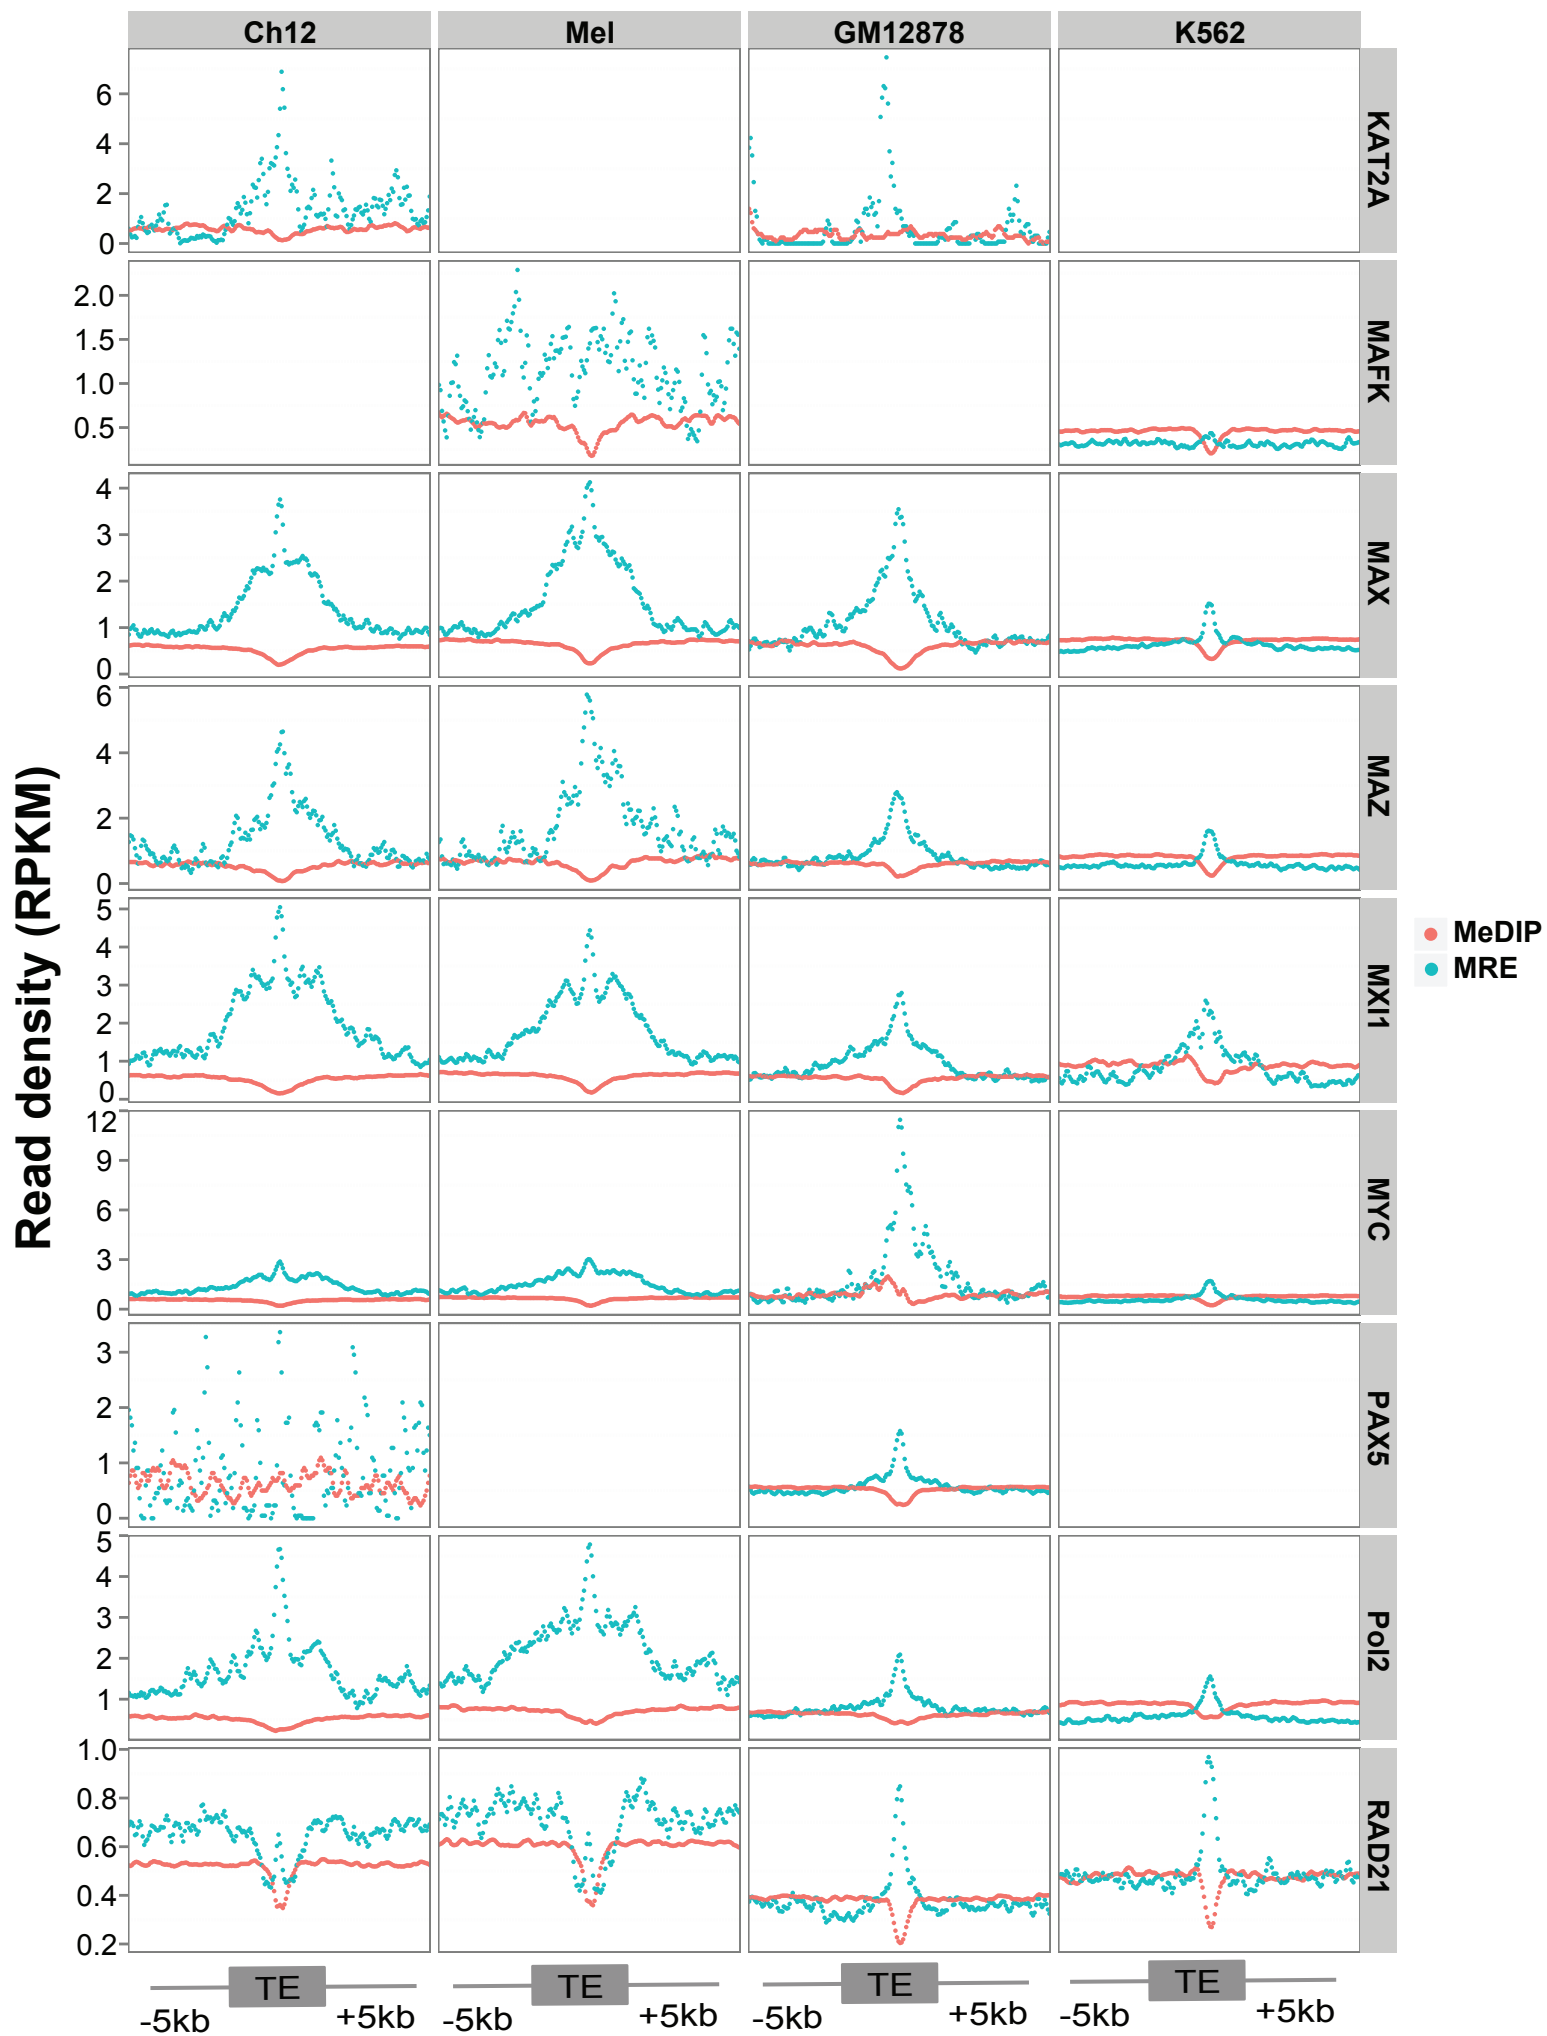 Ch12 Mel GM12878 K562
6
4
2
0
KAT2A
2.0
1.5
1.0
0.5
MAFK
4
3
2
1
0
MAX
6
4
2
0
MAZ
5
4
3
2
1
0
MXI1
12
9
6
3
0
MYC
3
2
1
0
PAX5
5
4
3
2
1
Pol2
1.0
0.8
0.6
0.4
0.2
RAD21
Read density (RPKM)
MeDIP
MRE
TE TE TE TE
-5kb +5kb -5kb +5kb -5kb +5kb -5kb +5kb